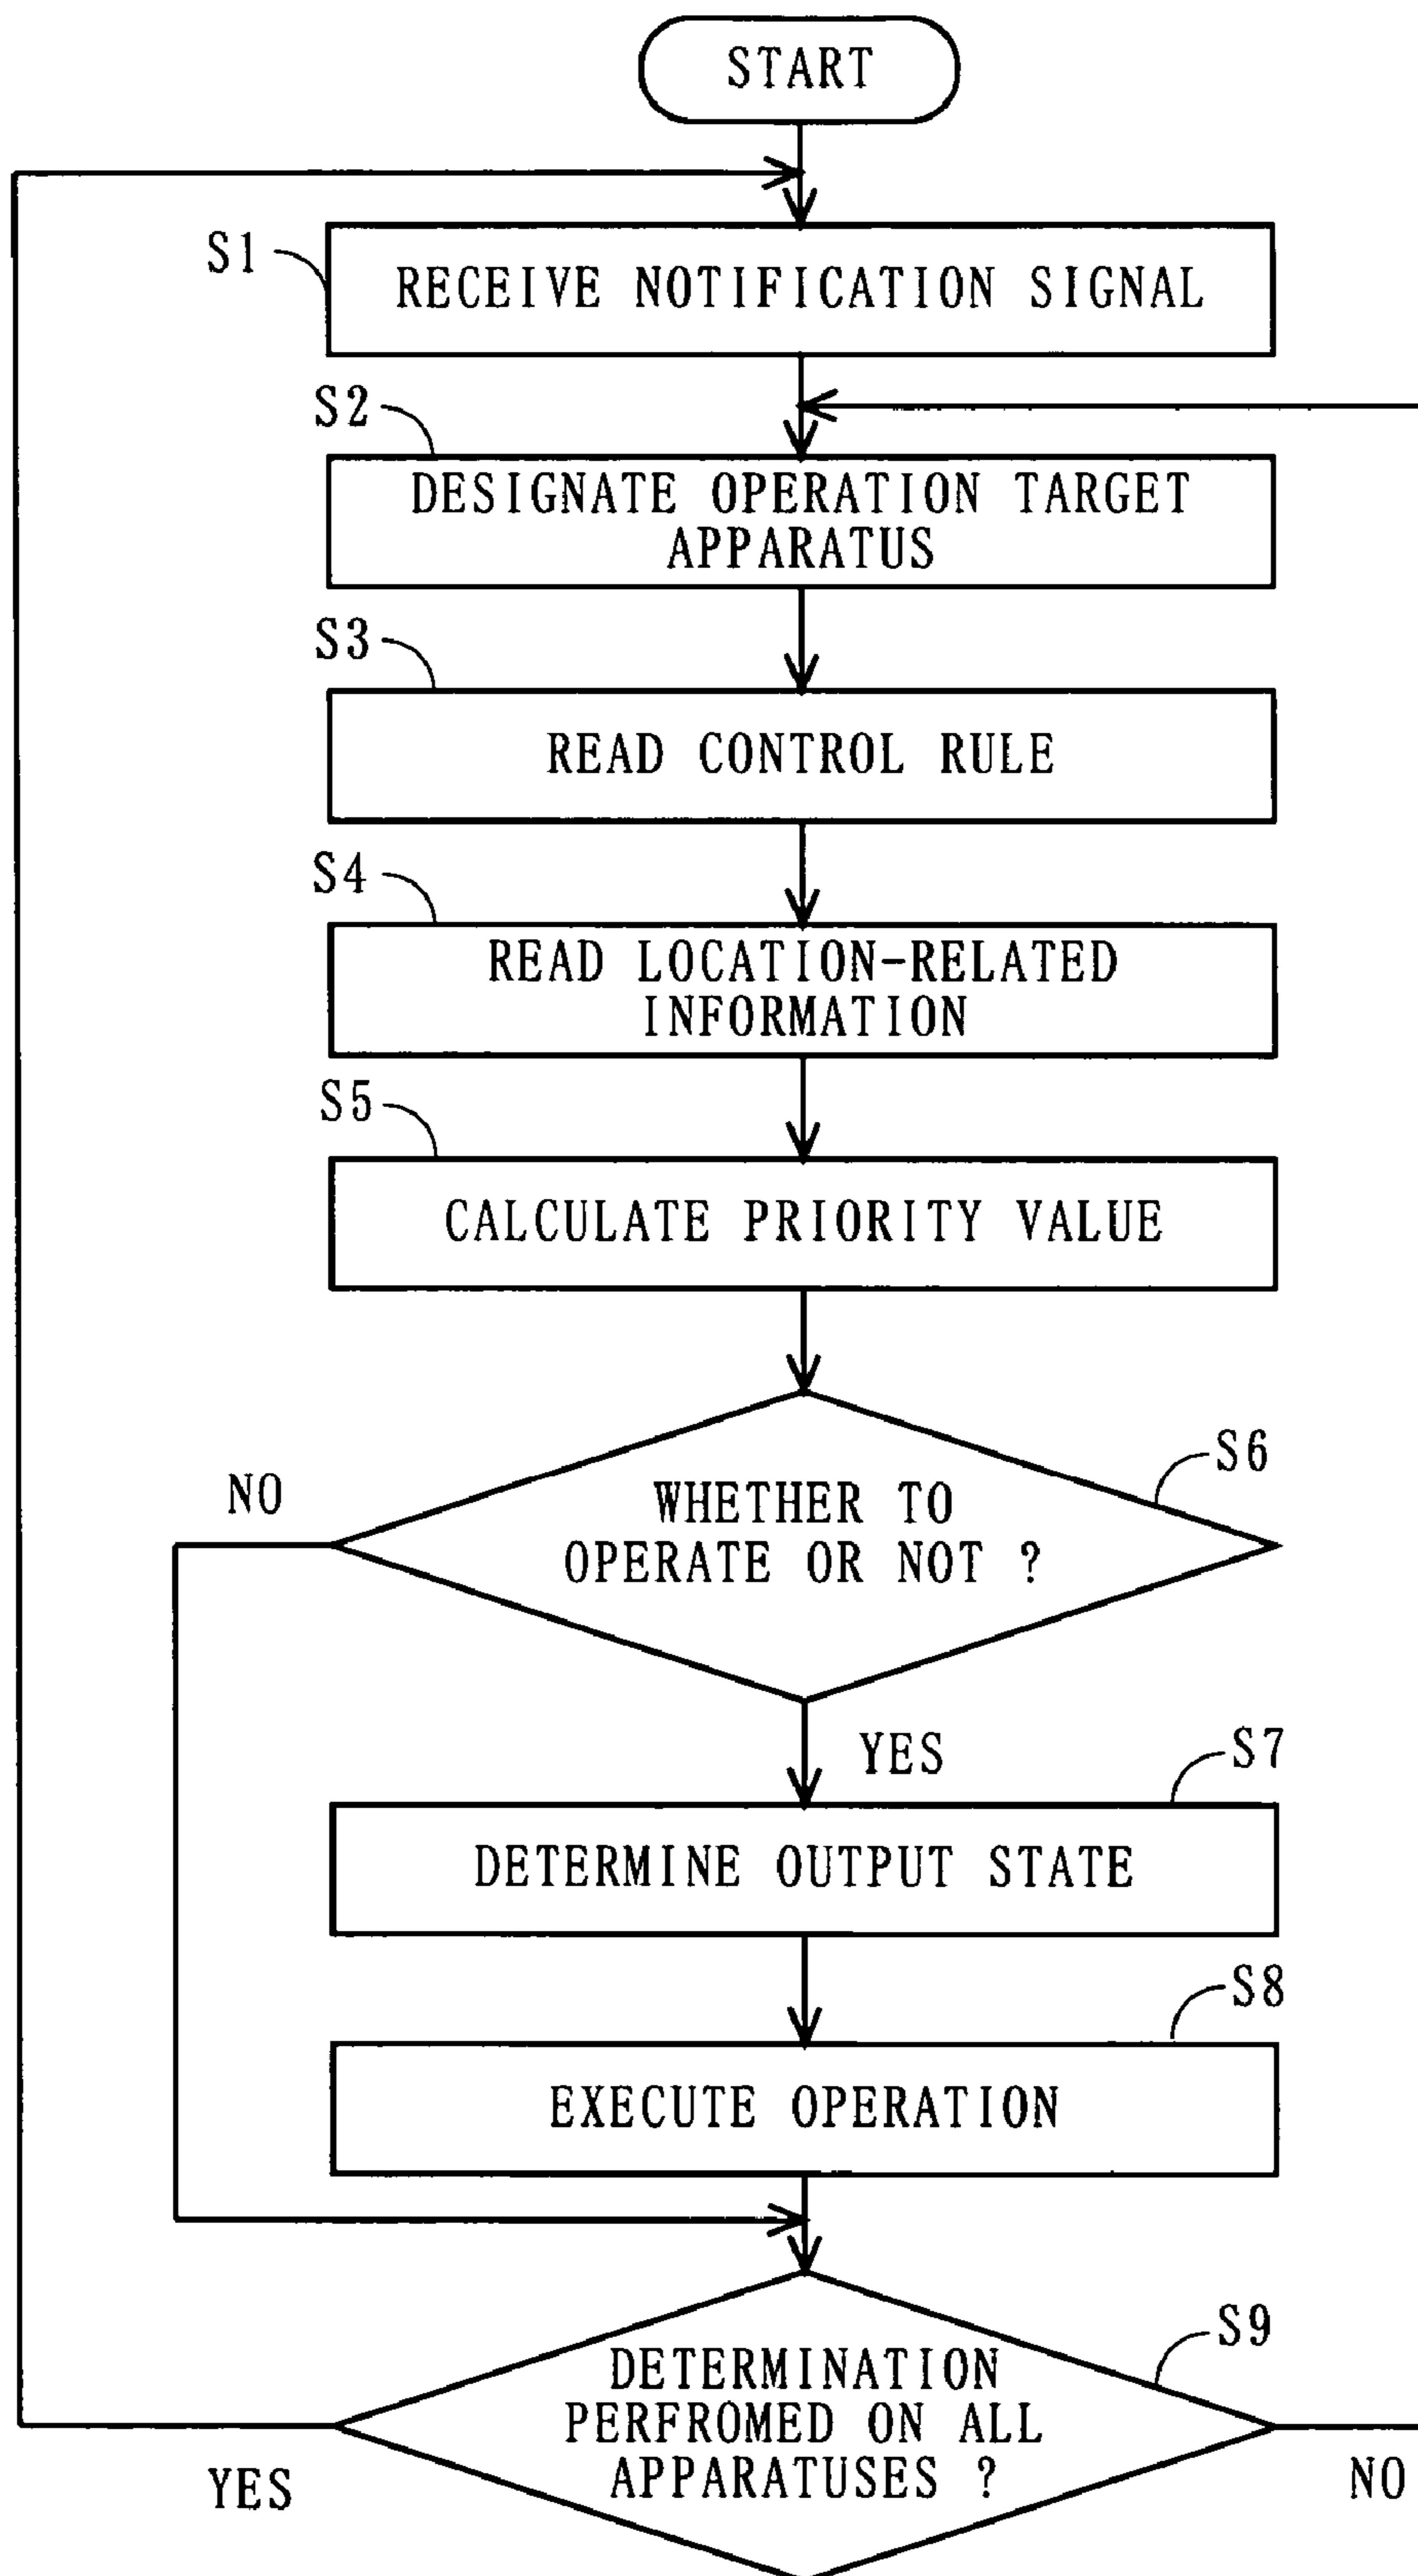 START
S1
RECEIVE NOTIFICATION SIGNAL
S2
DESIGNATE OPERATION TARGET
APPARATUS
S3
READ CONTROL RULE
S4
READ LOCATION-RELATED
INFORMATION
S5
CALCULATE PRIORITY VALUE
S6
NO
WHETHER TO
OPERATE OR NOT ?
YES
S7
DETERMINE OUTPUT STATE
S8
EXECUTE OPERATION
S9
DETERMINATION
PERFROMED ON ALL
APPARATUSES ?
YES
NO